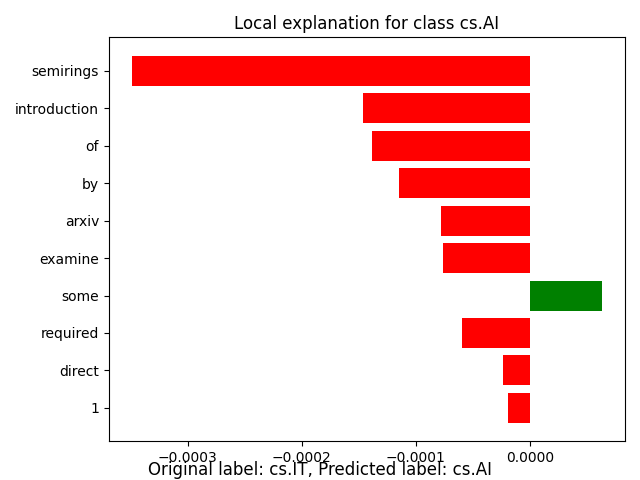 Local explanation for class cs.AI
semirings
introduction
of
by
arxiv
examine
some
required
direct
1
−0.0003 −0.0002 −0.0001 0.0000
Original label: cs.IT, Predicted label: cs.AI